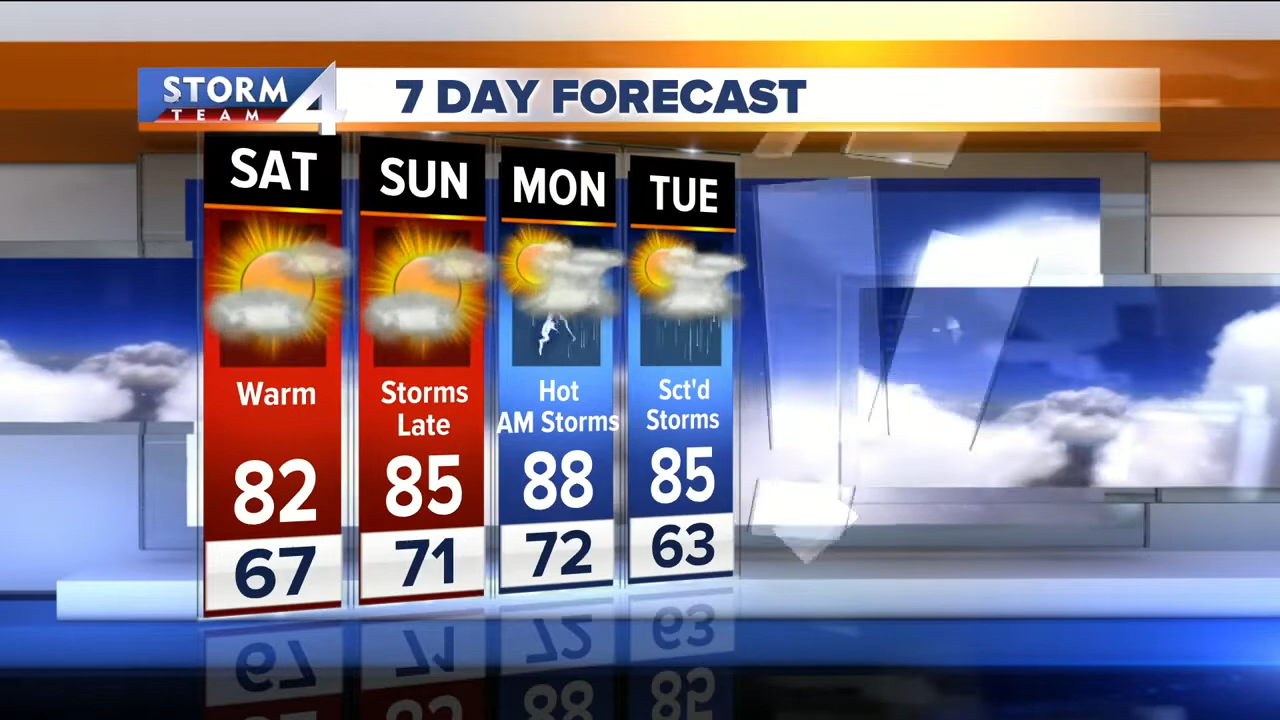 STORM
TEAM
4
7 DAY FORECAST
SAT
Warm
82
67
SUN
Storms
Late
85
71
MON
Hot
AM Storms
88
72
TUE
Sct'd
Storms
85
63